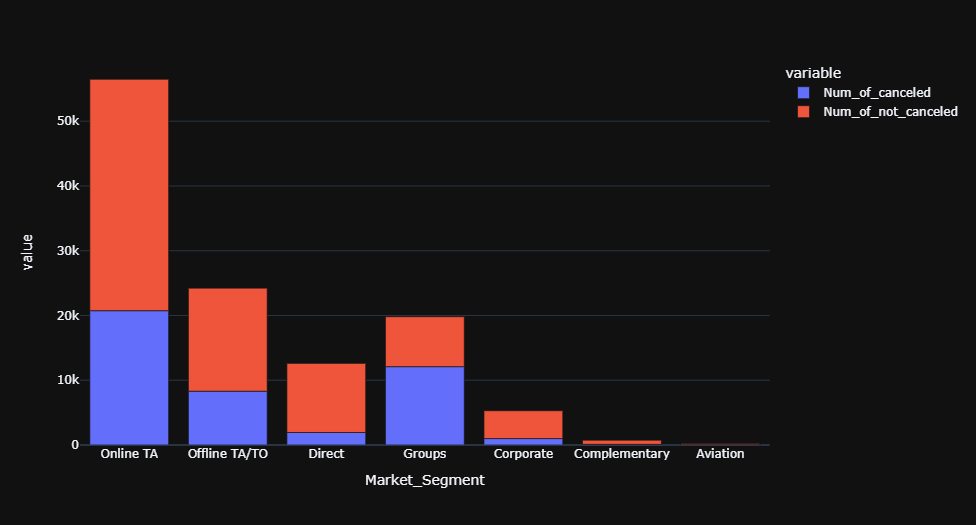 variable
Num_of_canceled
Num_of_not_canceled
50k
40k
30k
20k
10k
0
value
Online TA
Offline TA/TO
Direct
Groups
Corporate
Complementary
Aviation
Market_Segment